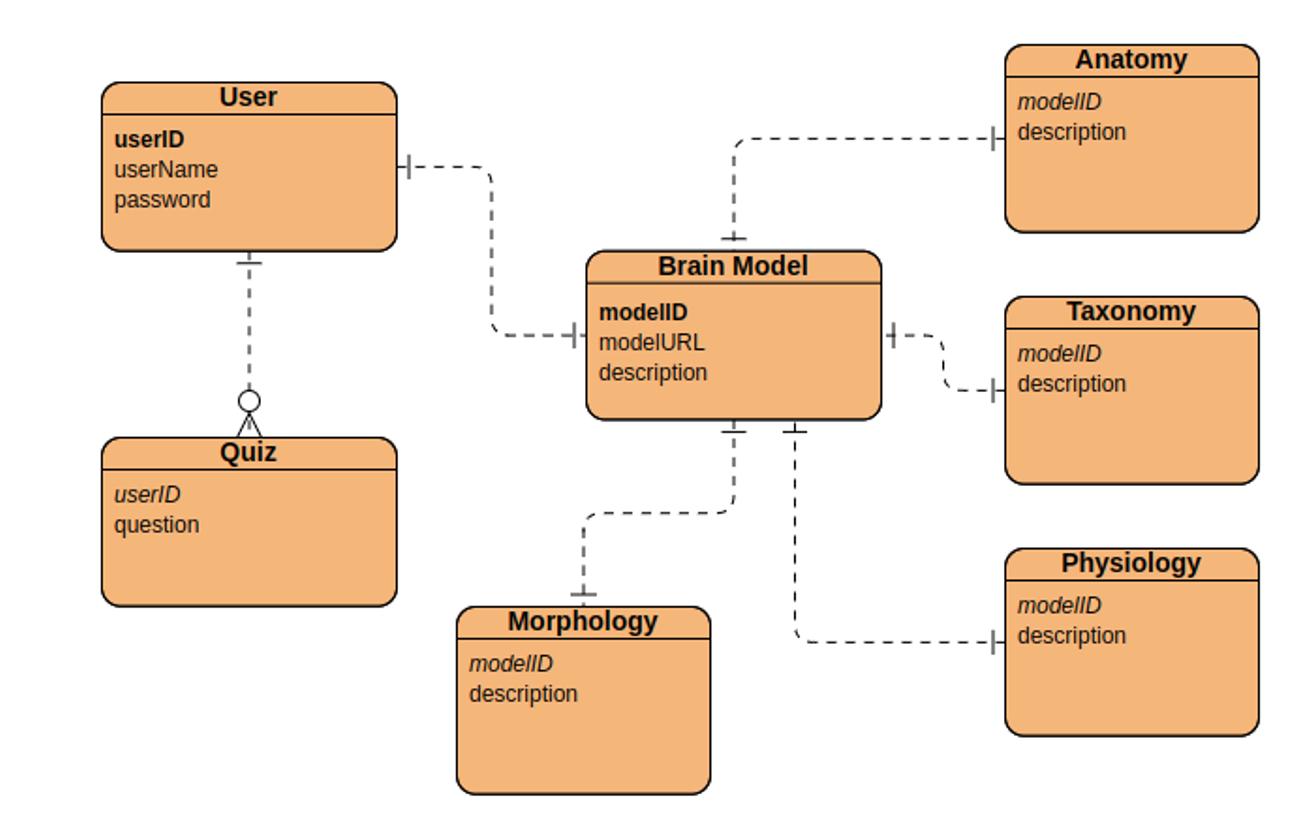 User
userID
userName
password
Quiz
userID
question
Brain Model
modelID
modelURL
description
Morphology
modelID
description
Anatomy
modelID
description
Taxonomy
modelID
description
Physiology
modelID
description